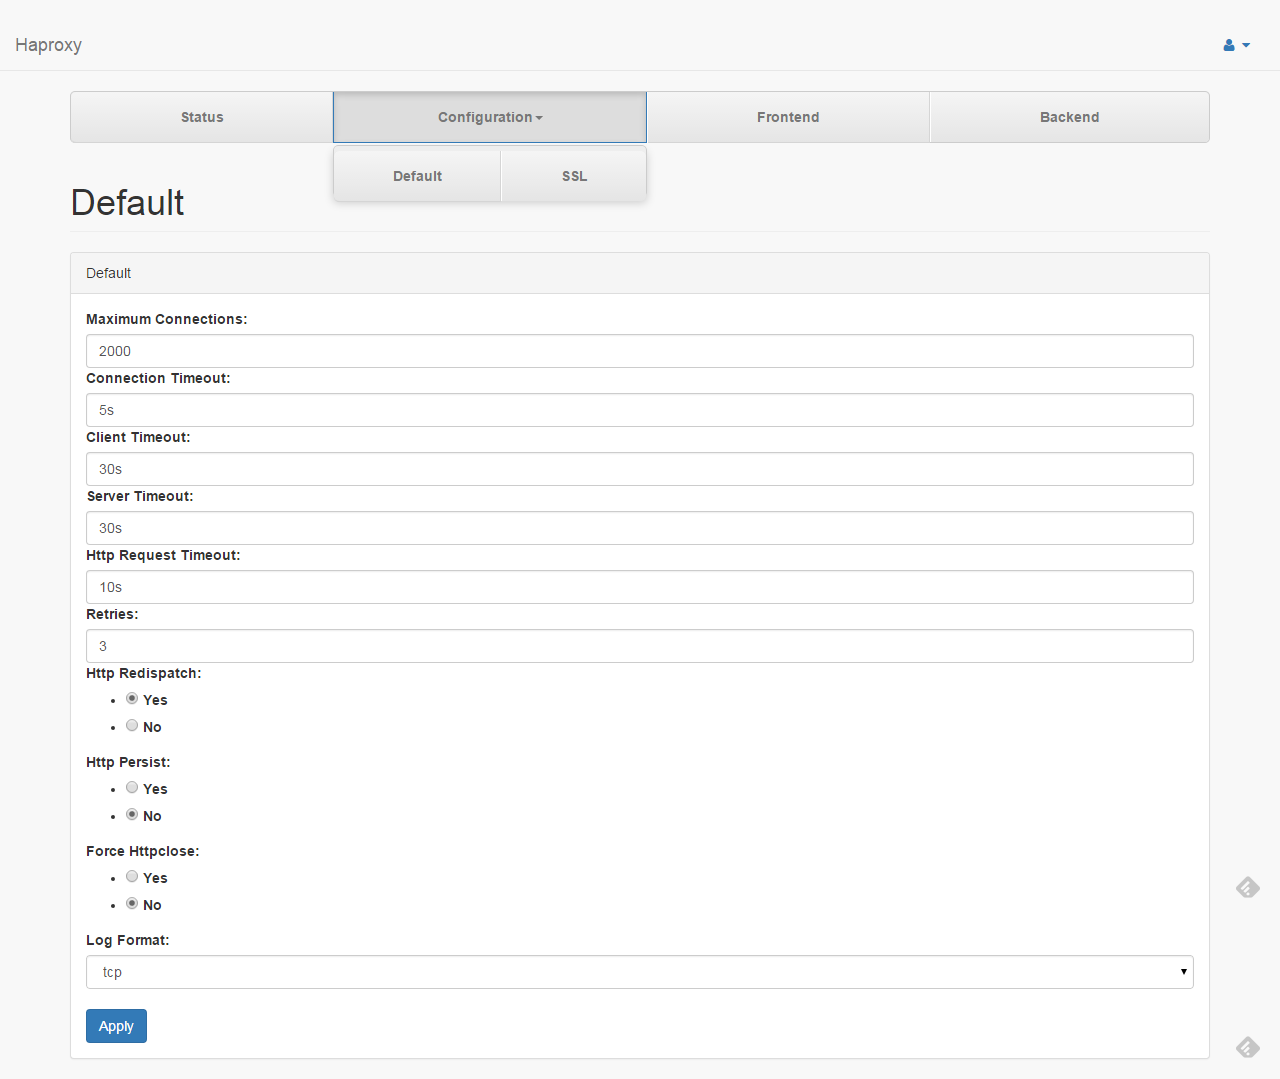 Haproxy
Status Configuration Frontend Backend
Default SSL
Default
Default
Maximum Connections:
2000
Connection Timeout:
5s
Client Timeout:
30s
Server Timeout:
30s
Http Request Timeout:
10s
Retries:
3
Http Redispatch:
Yes
No
Http Persist:
Yes
No
Force Httpclose:
Yes
No
Log Format:
tcp
Apply